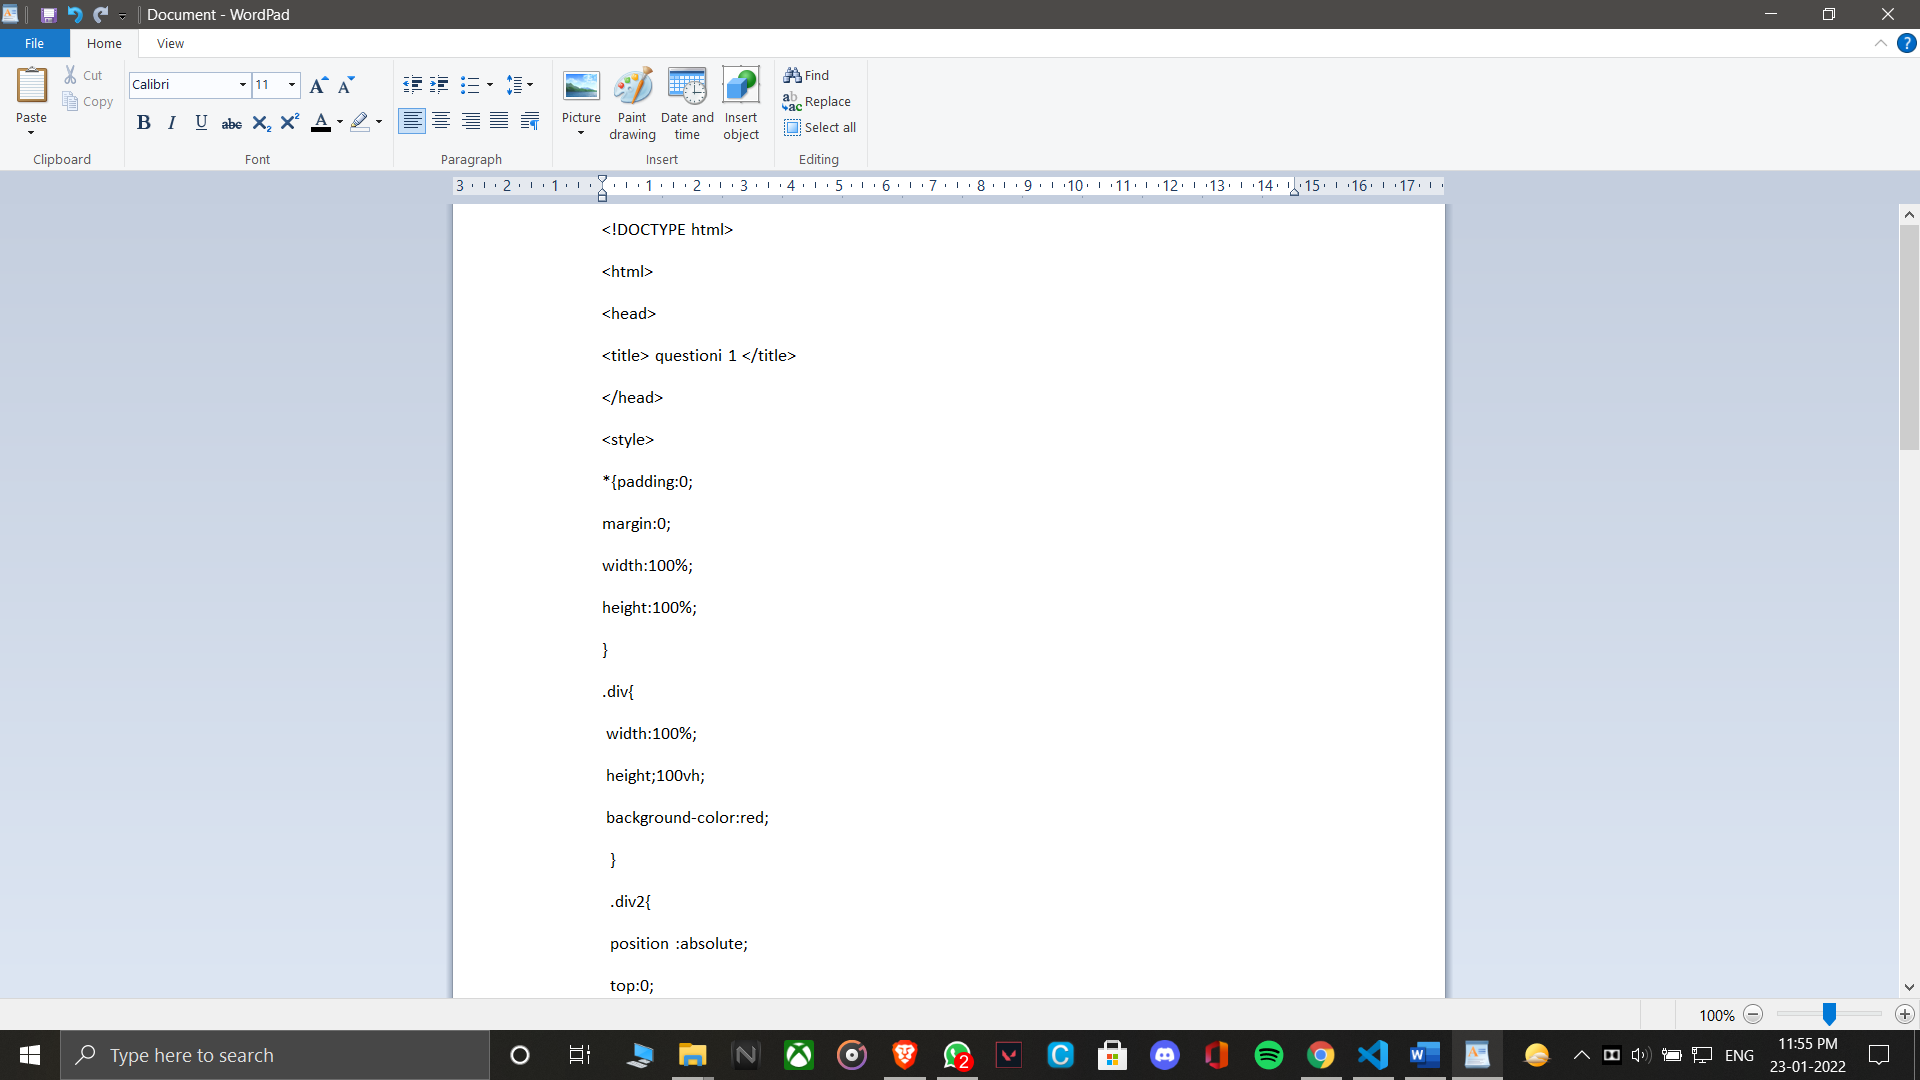 Document - WordPad
File Home View
Paste
Cut
Copy
Clipboard
Calibri 11
B I U abc X2 X2 A
Font
Paragraph
Picture
Paint drawing
Date and time
Insert object
Insert
Find
Replace
Select all
Editing
3 2 1 1 2 3 4 5 6 7 8 9 10 11 12 13 14 15 16 17
<!DOCTYPE html>
<html>
<head>
<title> questioni 1 </title>
</head>
<style>
*{padding:0;
margin:0;
width:100%;
height:100%;
}
.div{
width:100%;
height;100vh;
background-color:red;
}
.div2{
position :absolute;
top:0;
100%
Type here to search
2
ENG
11:55 PM
23-01-2022